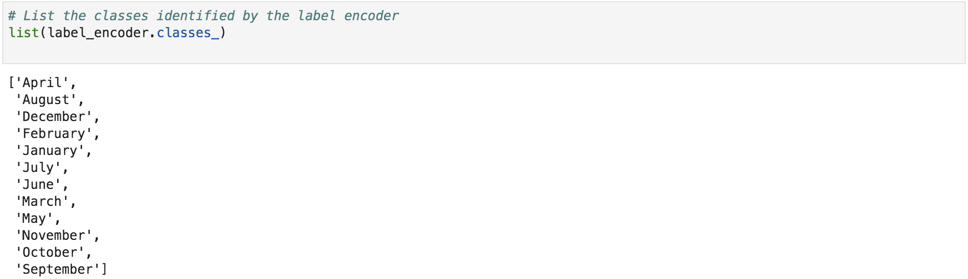 # List the classes identified by the label encoder
list(label_encoder.classes_)
['April',
 'August',
 'December',
 'February',
 'January',
 'July',
 'June',
 'March',
 'May',
 'November',
 'October',
 'September']